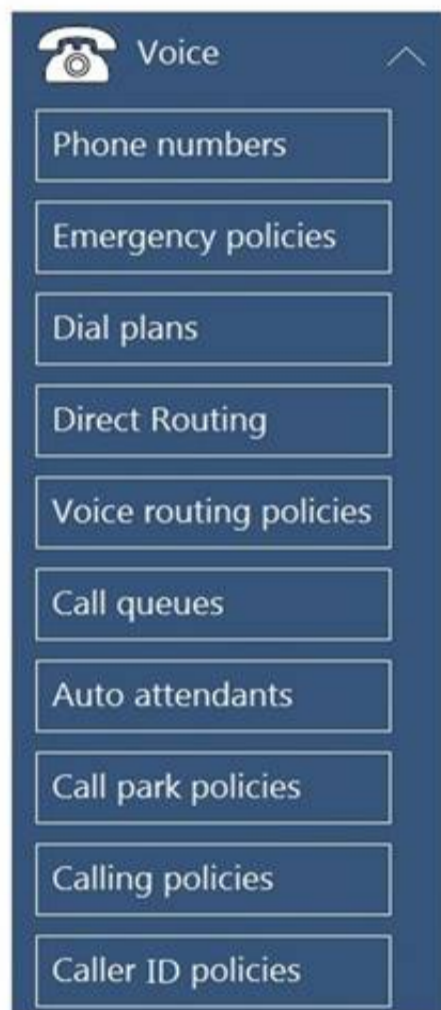 Voice
Phone numbers
Emergency policies
Dial plans
Direct Routing
Voice routing policies
Call queues
Auto attendants
Call park policies
Calling policies
Caller ID policies